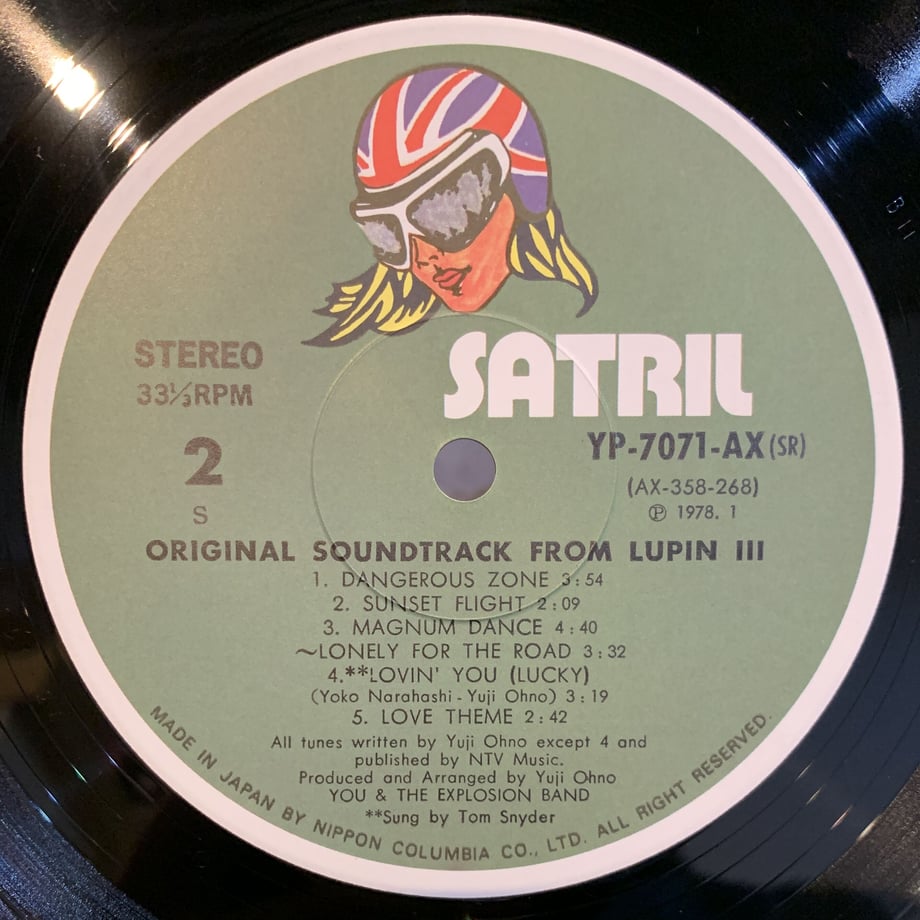 SATRIL
STEREO
33⅓RPM
2
S
YP-7071-AX(SR)
(AX-358-268)
Ⓟ 1978. 1
ORIGINAL SOUNDTRACK FROM LUPIN III
1. DANGEROUS ZONE 3:54
2. SUNSET FLIGHT 2:09
3. MAGNUM DANCE 4:40
~LONELY FOR THE ROAD 3:32
4.**LOVIN' YOU (LUCKY)
(Yoko Narahashi - Yuji Ohno) 3:19
5. LOVE THEME 2:42
All tunes written by Yuji Ohno except 4 and
published by NTV Music.
Produced and Arranged by Yuji Ohno
YOU & THE EXPLOSION BAND
**Sung by Tom Snyder
MADE IN JAPAN BY NIPPON COLUMBIA CO., LTD. ALL RIGHT RESERVED.